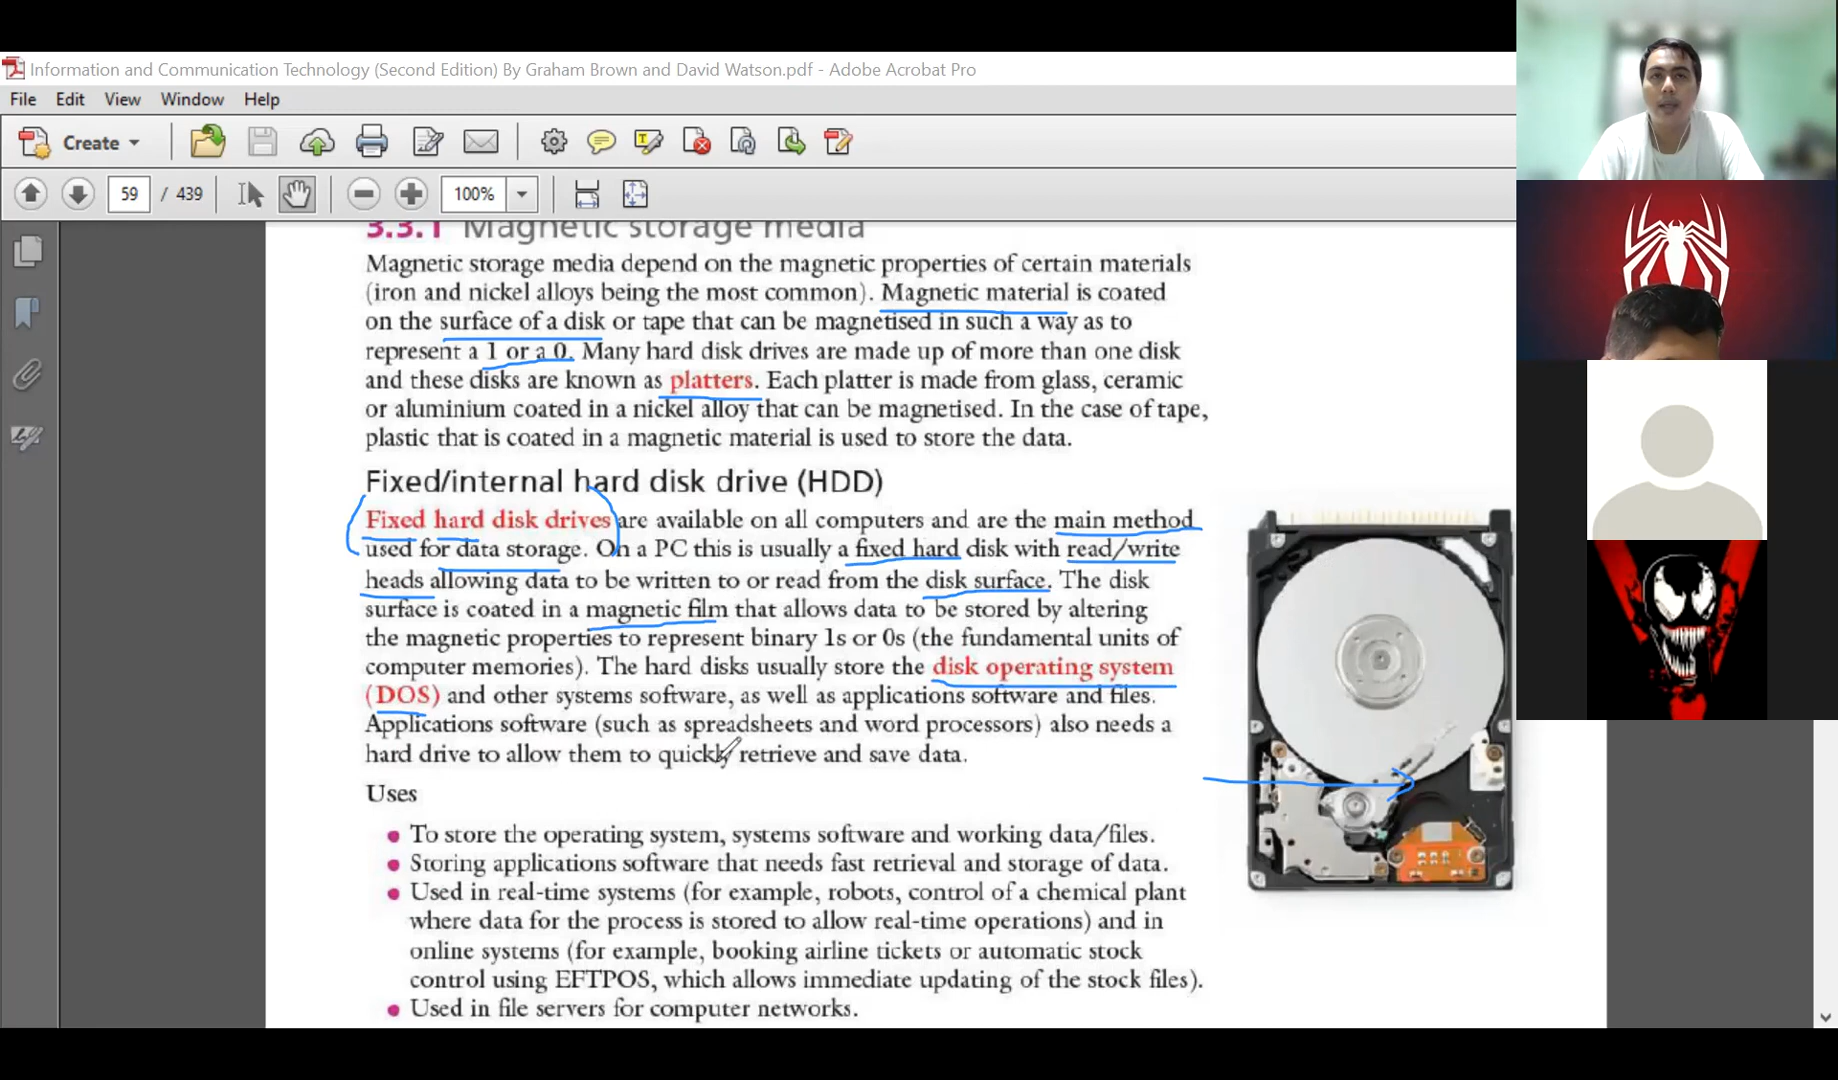 Information and Communication Technology (Second Edition) By Graham Brown and David Watson.pdf - Adobe Acrobat Pro
File Edit View Window Help
Create
59 / 439 100%
3.3.1 Magnetic storage media
Magnetic storage media depend on the magnetic properties of certain materials
(iron and nickel alloys being the most common). Magnetic material is coated
on the surface of a disk or tape that can be magnetised in such a way as to
represent a 1 or a 0. Many hard disk drives are made up of more than one disk
and these disks are known as platters. Each platter is made from glass, ceramic
or aluminium coated in a nickel alloy that can be magnetised. In the case of tape,
plastic that is coated in a magnetic material is used to store the data.
Fixed/internal hard disk drive (HDD)
Fixed hard disk drives are available on all computers and are the main method
used for data storage. On a PC this is usually a fixed hard disk with read/write
heads allowing data to be written to or read from the disk surface. The disk
surface is coated in a magnetic film that allows data to be stored by altering
the magnetic properties to represent binary 1s or 0s (the fundamental units of
computer memories). The hard disks usually store the disk operating system
(DOS) and other systems software, as well as applications software and files.
Applications software (such as spreadsheets and word processors) also needs a
hard drive to allow them to quickly retrieve and save data.
Uses
• To store the operating system, systems software and working data/files.
• Storing applications software that needs fast retrieval and storage of data.
• Used in real-time systems (for example, robots, control of a chemical plant
where data for the process is stored to allow real-time operations) and in
online systems (for example, booking airline tickets or automatic stock
control using EFTPOS, which allows immediate updating of the stock files).
• Used in file servers for computer networks.